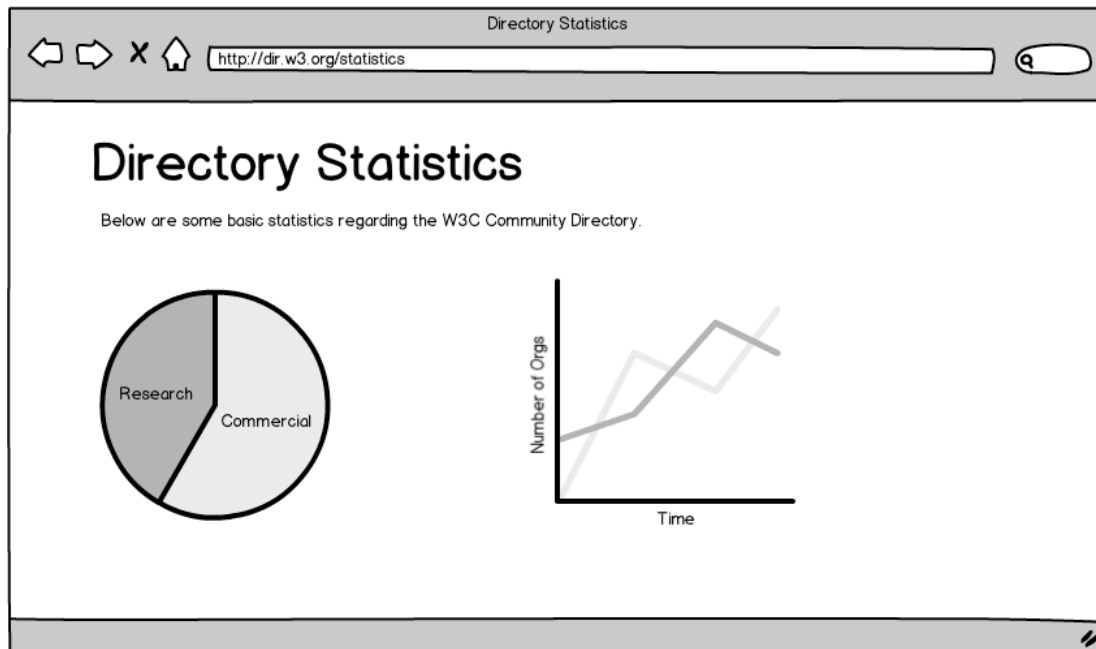 Directory Statistics
http://dir.w3.org/statistics
Directory Statistics
Below are some basic statistics regarding the W3C Community Directory.
Research
Commercial
Number of Orgs
Time